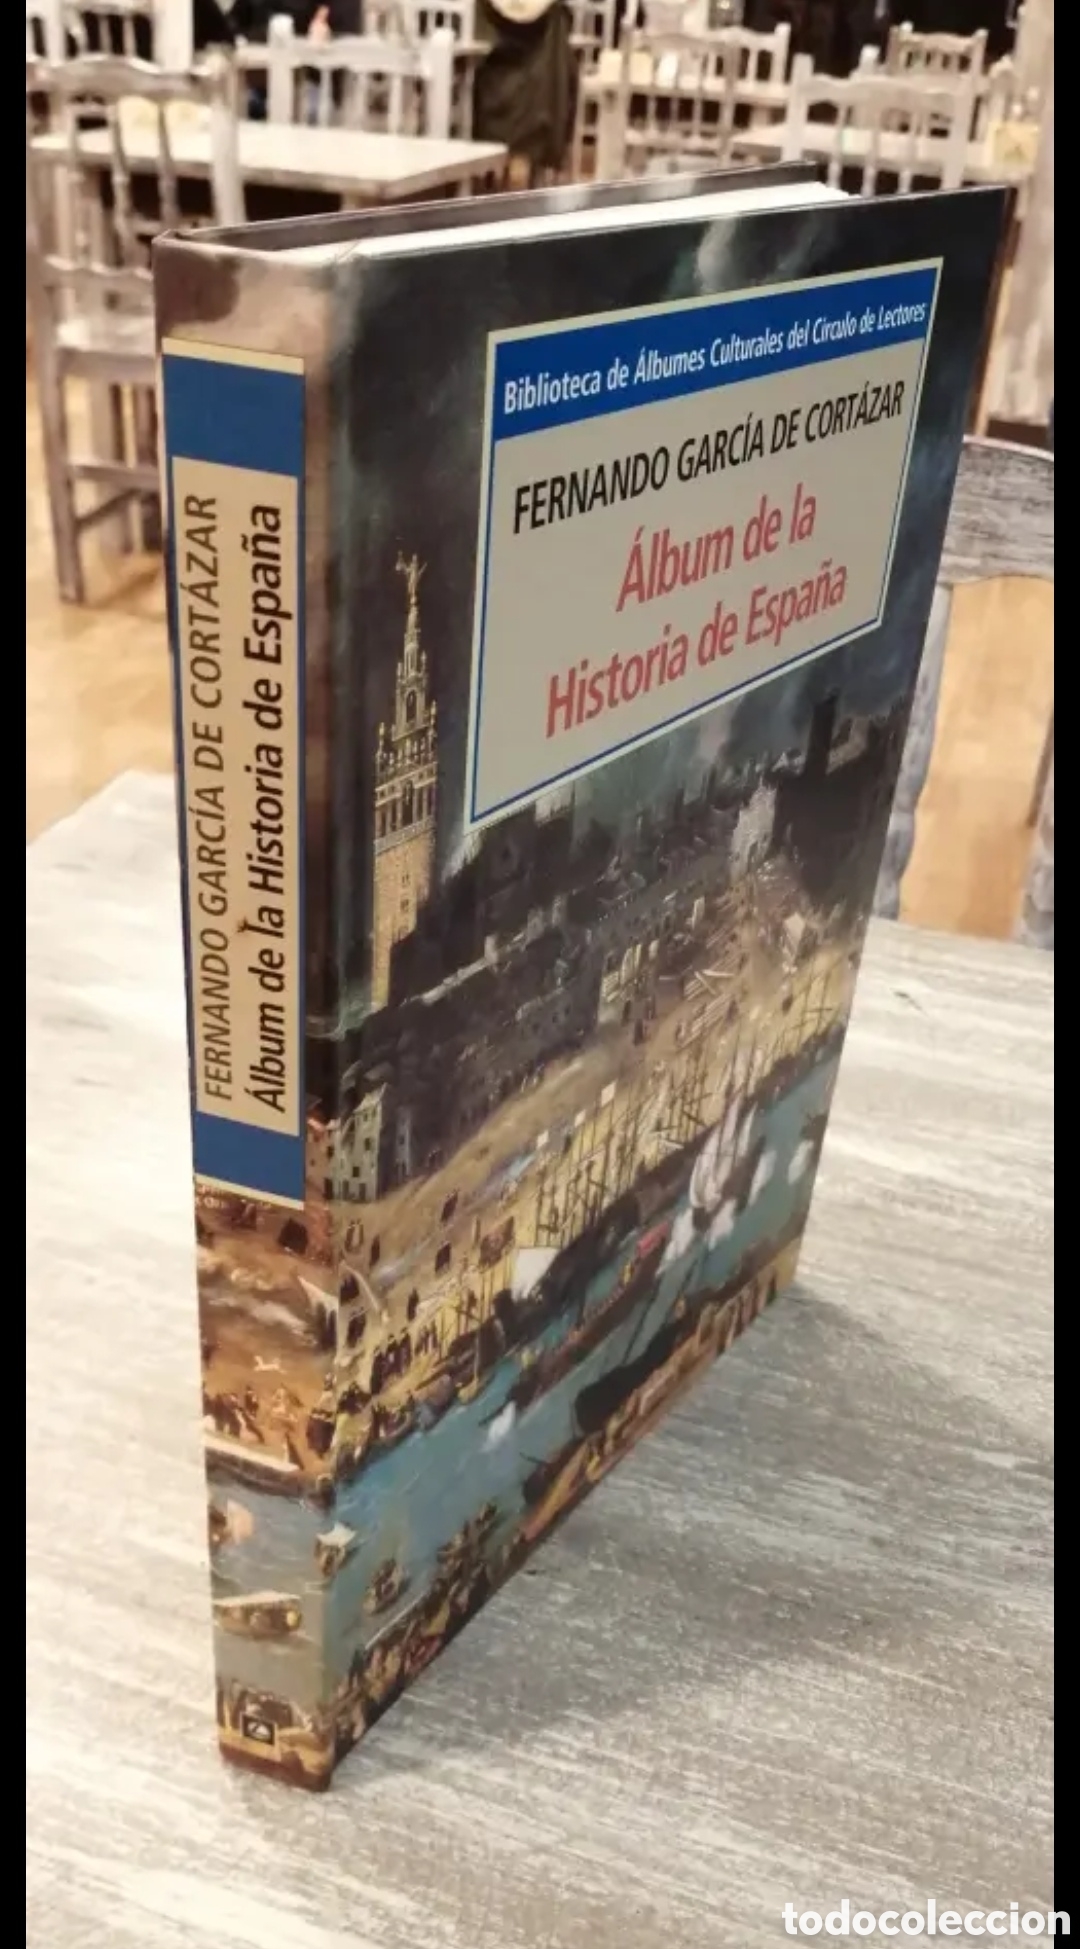 Biblioteca de Álbumes Culturales del Círculo de Lectores
FERNANDO GARCÍA DE CORTÁZAR
Álbum de la
Historia de España
FERNANDO GARCÍA DE CORTÁZAR
Álbum de la Historia de España
todocoleccion